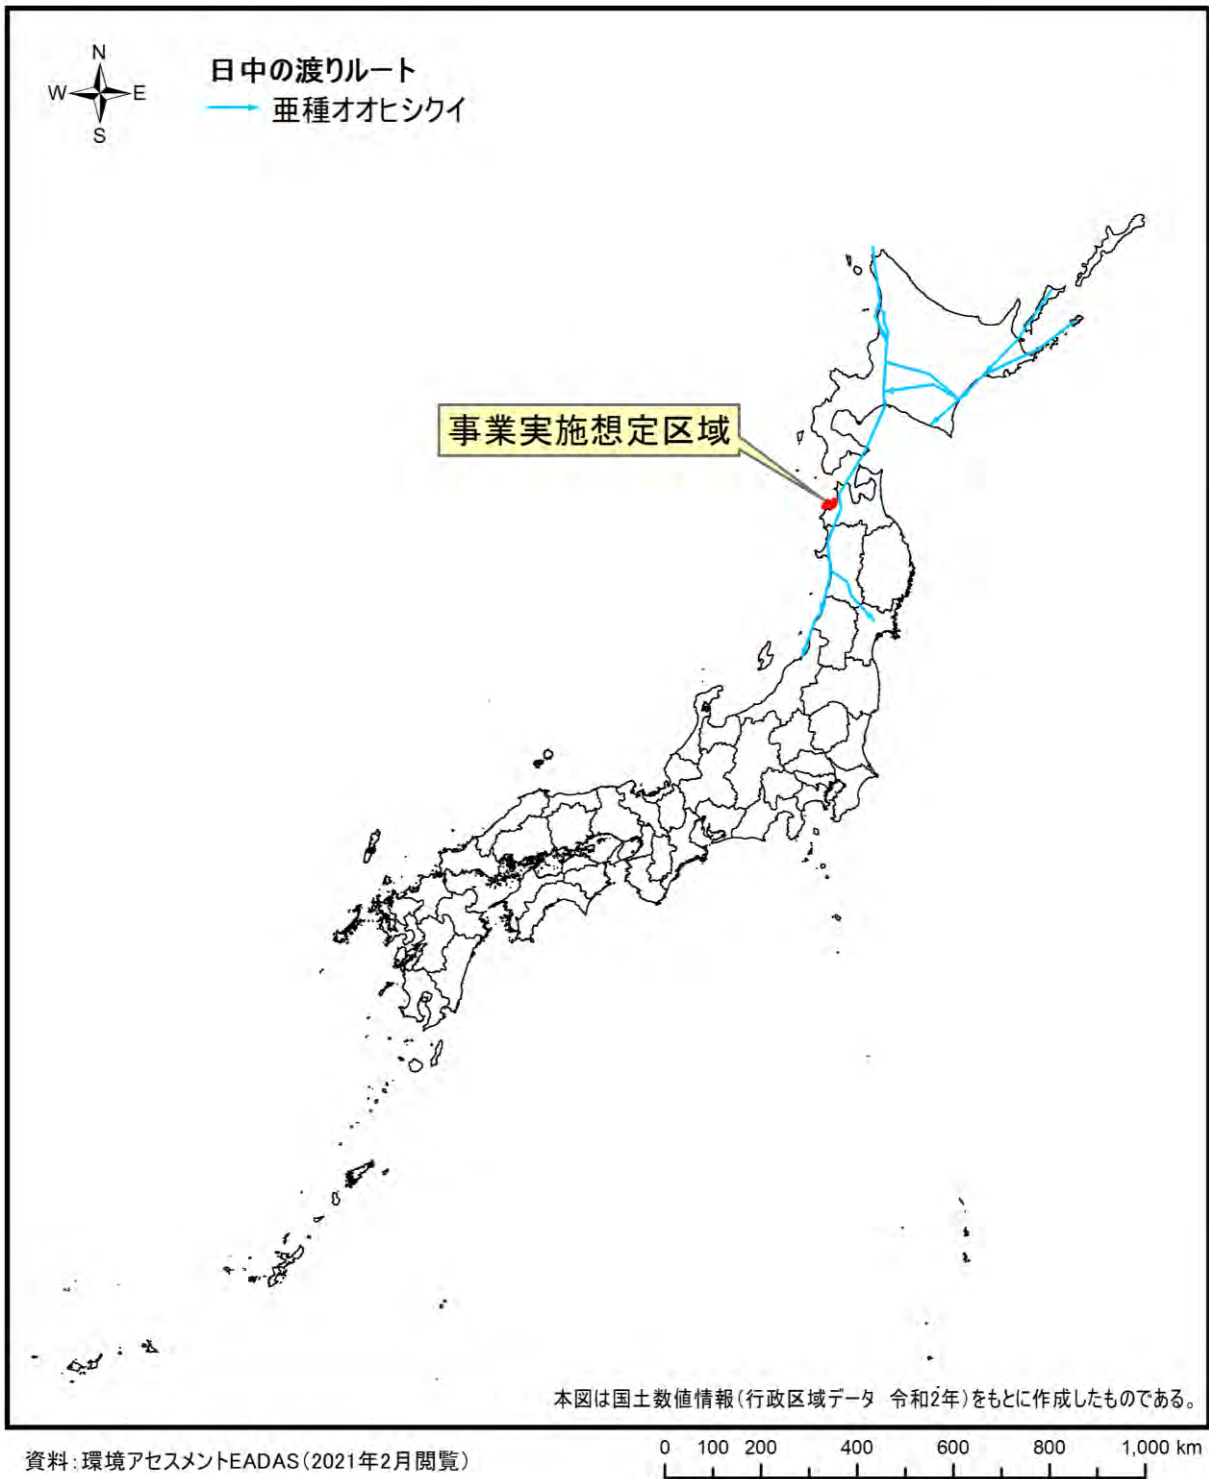 N
W E
S
日中の渡りルート
亜種オオヒシクイ
事業実施想定区域
本図は国土数値情報(行政区域データ 令和2年)をもとに作成したものである。
資料:環境アセスメントEADAS(2021年2月閲覧)
0 100 200 400 600 800 1,000 km